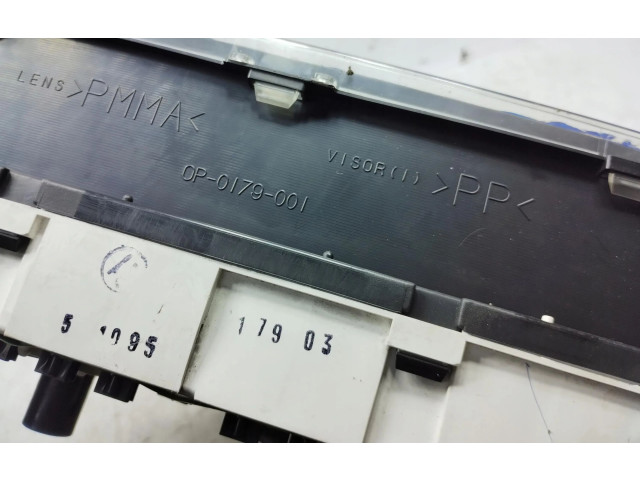 LENS >PMMA<
VISOR(1) >PP<
OP-0179-001
179 03